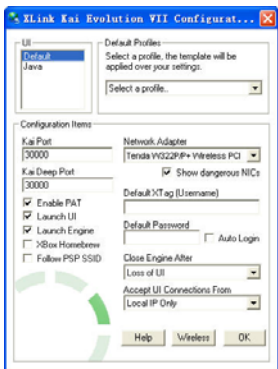 XLink Kai Evolution VII Configurat...
UI
Default
Java
Default Profiles
Select a profile, the template will be
applied over your settings.
Select a profile..
Configuration Items
Kai Port
30000
Kai Deep Port
30000
Enable PAT
Launch UI
Launch Engine
XBox Homebrew
Follow PSP SSID
Network Adapter
Tenda W322P/P+ Wireless PCI
Show dangerous NICs
Default XTag (Username)
Default Password
Auto Login
Close Engine After
Loss of UI
Accept UI Connections From
Local IP Only
Help
Wireless
OK